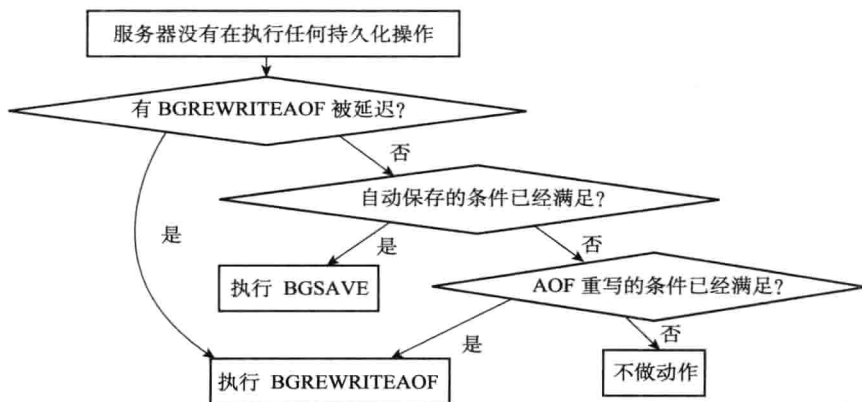 服务器没有在执行任何持久化操作
有 BGREWRITEAOF 被延迟?
否
自动保存的条件已经满足?
是
是
否
执行 BGSAVE
AOF 重写的条件已经满足?
是
否
执行 BGREWRITEAOF
不做动作